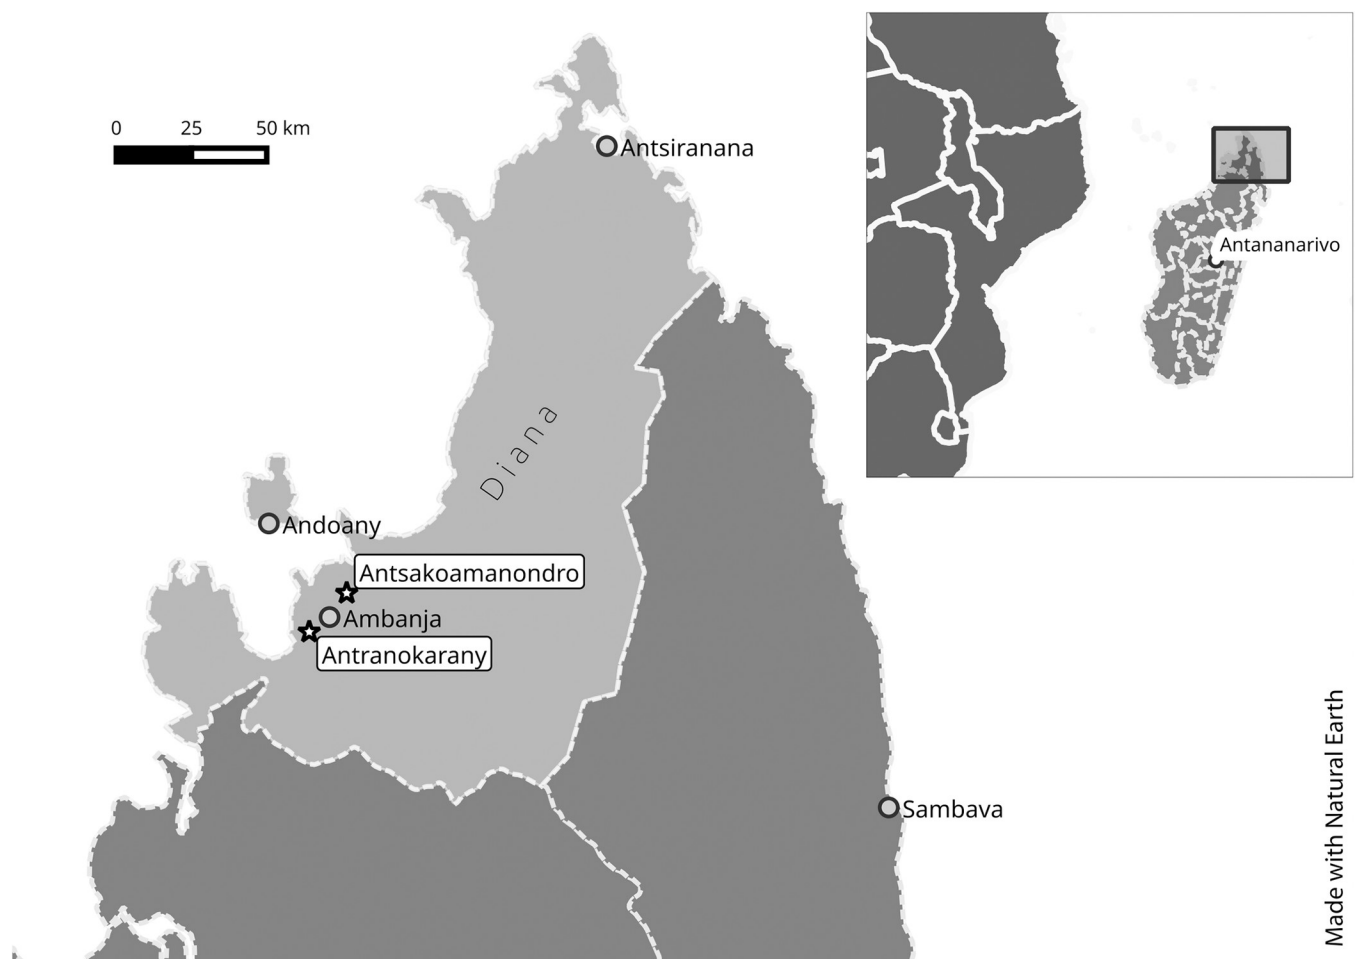 0 25 50 km
Antsiranana
Antananarivo
Diana
Andoany
Antsakoamanondro
Ambanja
Antranokarany
Sambava
Made with Natural Earth